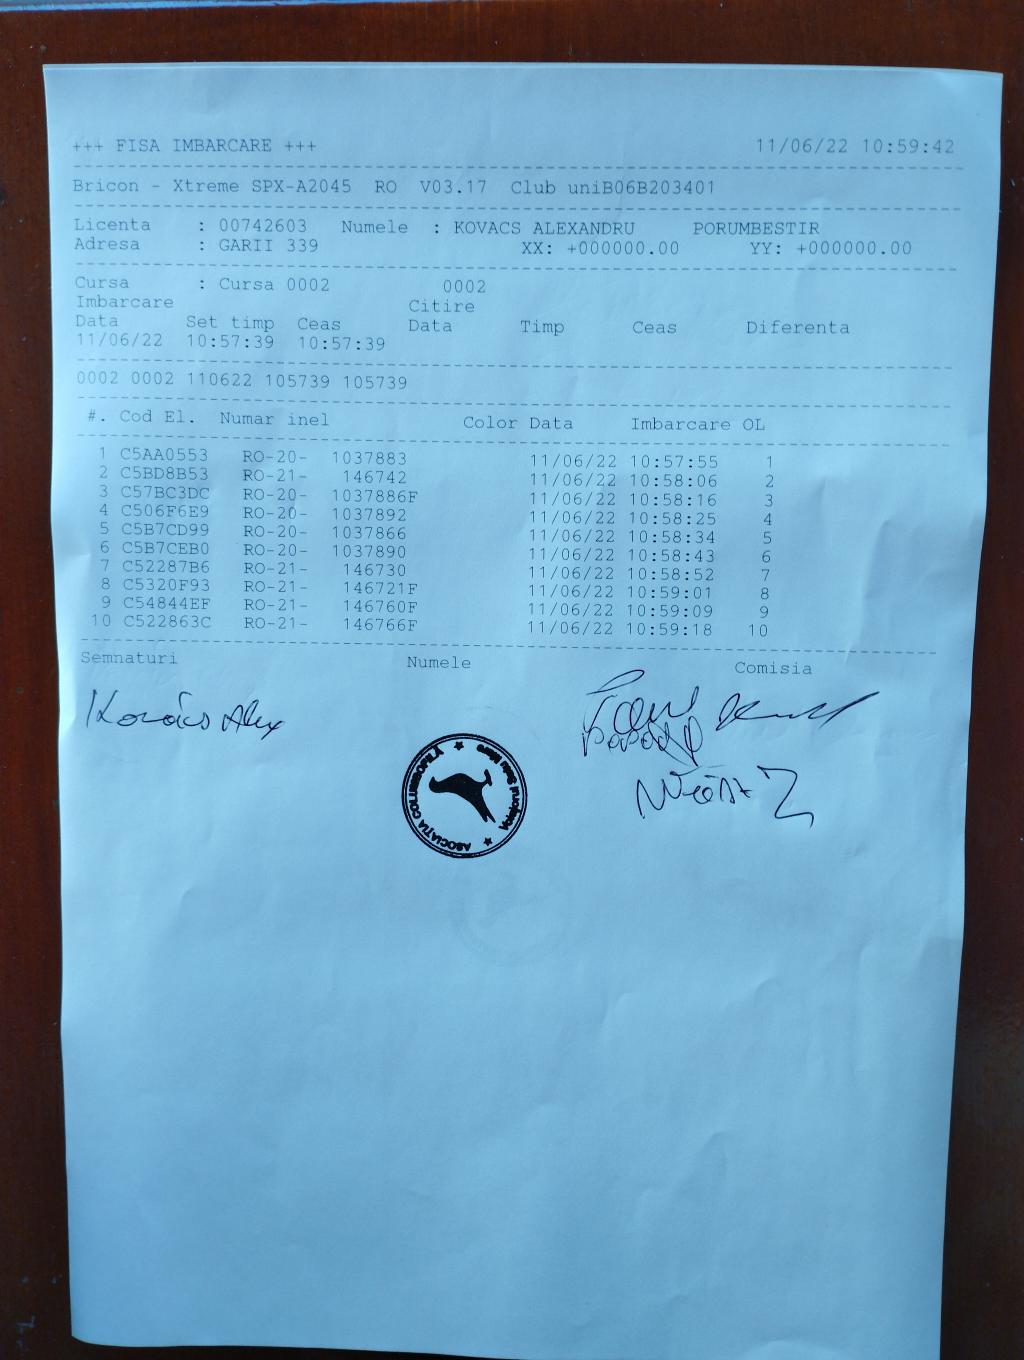 +++ FISA IMBARCARE +++ 11/06/22 10:59:42
Bricon - Xtreme SPX-A2045 RO V03.17 Club uniB06B203401
Licenta : 00742603 Numele : KOVACS ALEXANDRU PORUMBESTIR
Adresa : GARII 339 XX: +000000.00 YY: +000000.00
Cursa : Cursa 0002 0002
Imbarcare Citire
Data Set timp Ceas Data Timp Ceas Diferenta
11/06/22 10:57:39 10:57:39
0002 0002 110622 105739 105739
#. Cod El. Numar inel Color Data Imbarcare OL
1 C5AA0553 RO-20- 1037883 11/06/22 10:57:55 1
2 C5BD8B53 RO-21- 146742 11/06/22 10:58:06 2
3 C57BC3DC RO-20- 1037886F 11/06/22 10:58:16 3
4 C506F6E9 RO-20- 1037892 11/06/22 10:58:25 4
5 C5B7CD99 RO-20- 1037866 11/06/22 10:58:34 5
6 C5B7CEB0 RO-20- 1037890 11/06/22 10:58:43 6
7 C52287B6 RO-21- 146730 11/06/22 10:58:52 7
8 C5320F93 RO-21- 146721F 11/06/22 10:59:01 8
9 C54844EF RO-21- 146760F 11/06/22 10:59:09 9
10 C522863C RO-21- 146766F 11/06/22 10:59:18 10
Semnaturi Numele Comisia
Kovács Alex
ASOCIAȚIA COLUMBOFILĂ
Voiajorul Satu Mare